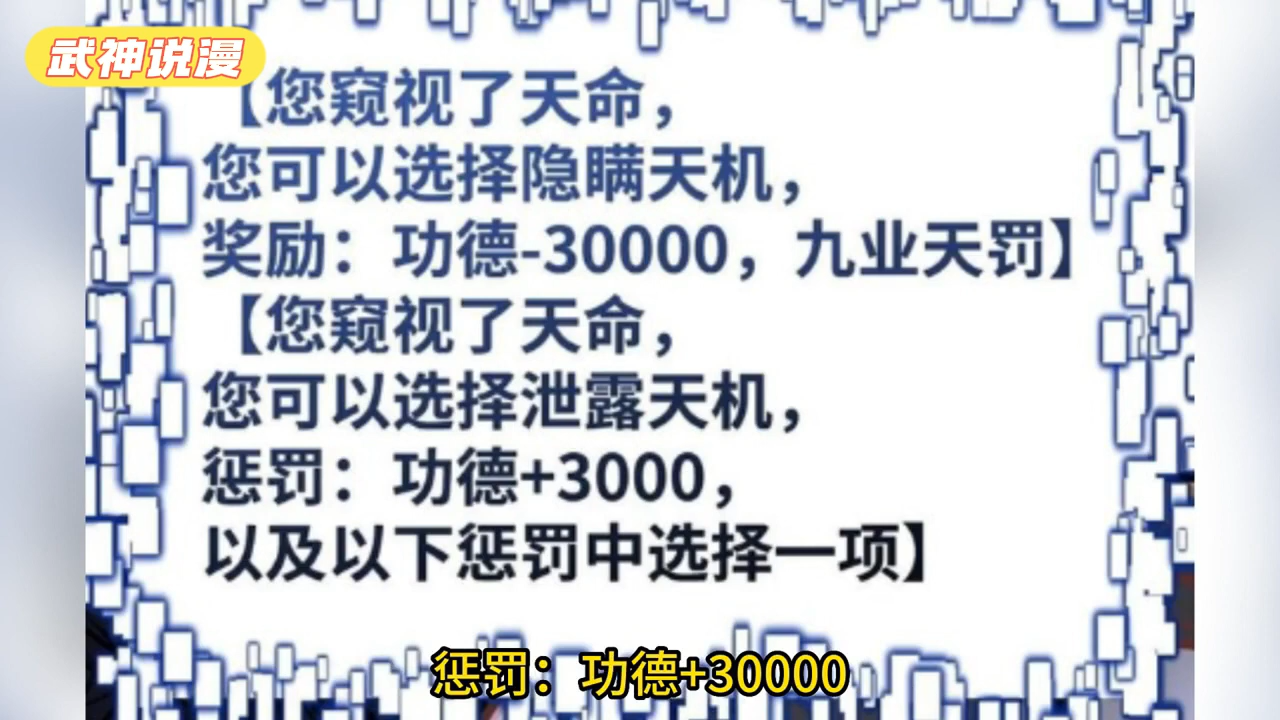 武神说漫
【您窥视了天命，
您可以选择隐瞒天机，
奖励：功德-30000，九业天罚】
【您窥视了天命，
您可以选择泄露天机，
惩罚：功德+3000，
以及以下惩罚中选择一项】
惩罚：功德+30000